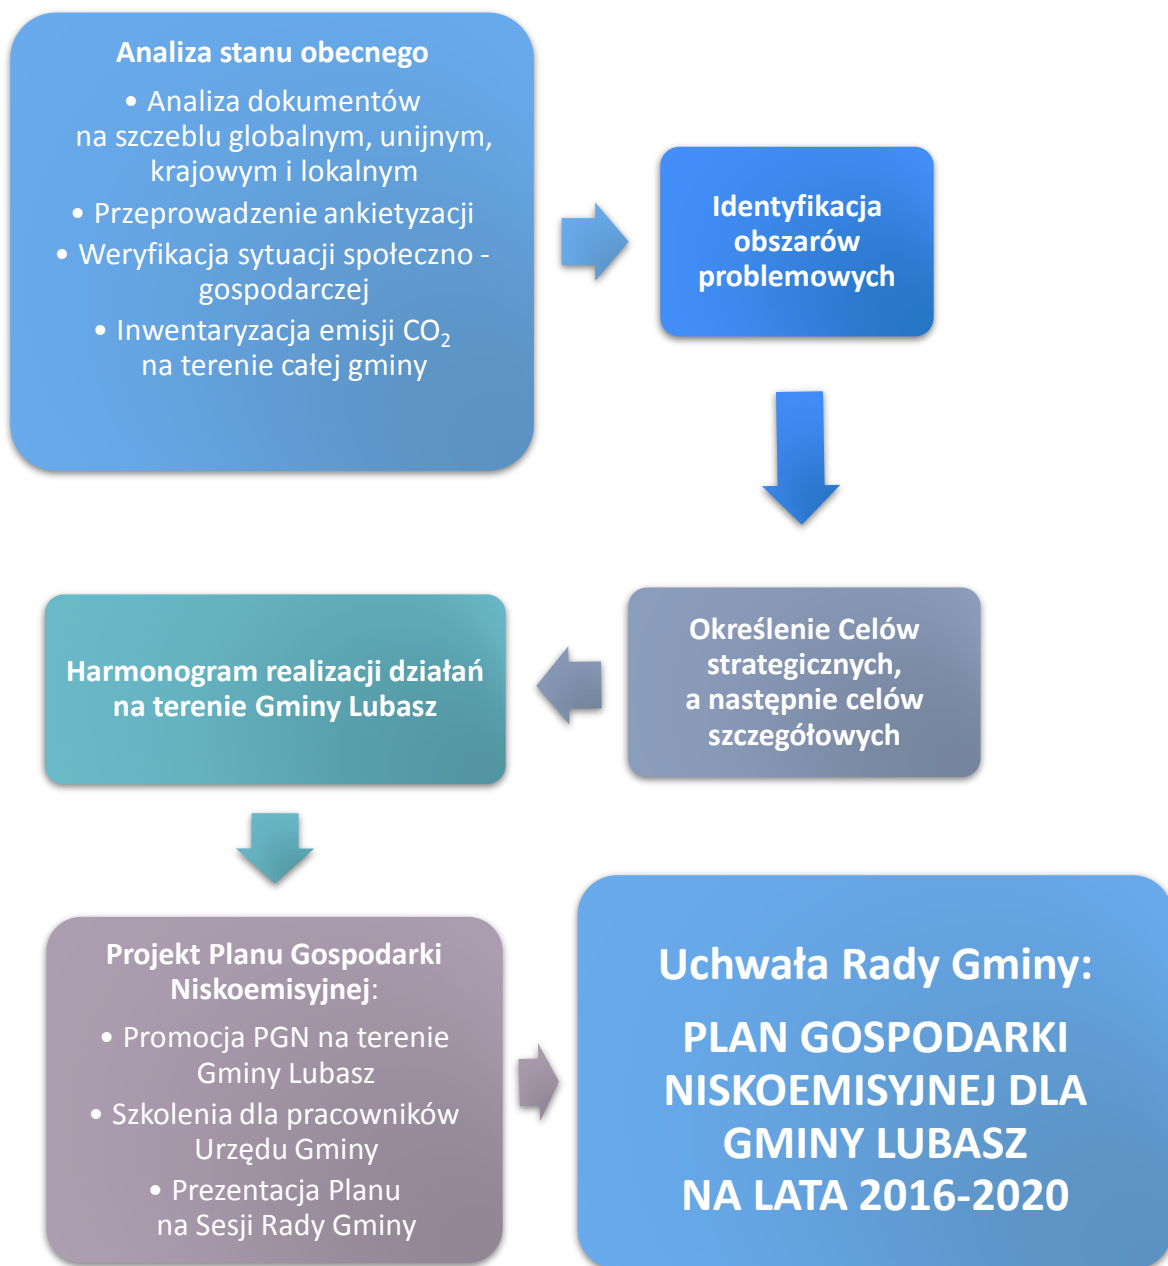 Analiza stanu obecnego
• Analiza dokumentów
na szczeblu globalnym, unijnym,
krajowym i lokalnym
• Przeprowadzenie ankietyzacji
• Weryfikacja sytuacji społeczno -
gospodarczej
• Inwentaryzacja emisji CO₂
na terenie całej gminy
Identyfikacja
obszarów
problemowych
Określenie Celów
strategicznych,
a następnie celów
szczegółowych
Harmonogram realizacji działań
na terenie Gminy Lubasz
Projekt Planu Gospodarki
Niskoemisyjnej:
• Promocja PGN na terenie
Gminy Lubasz
• Szkolenia dla pracowników
Urzędu Gminy
• Prezentacja Planu
na Sesji Rady Gminy
Uchwała Rady Gminy:
PLAN GOSPODARKI
NISKOEMISYJNEJ DLA
GMINY LUBASZ
NA LATA 2016-2020